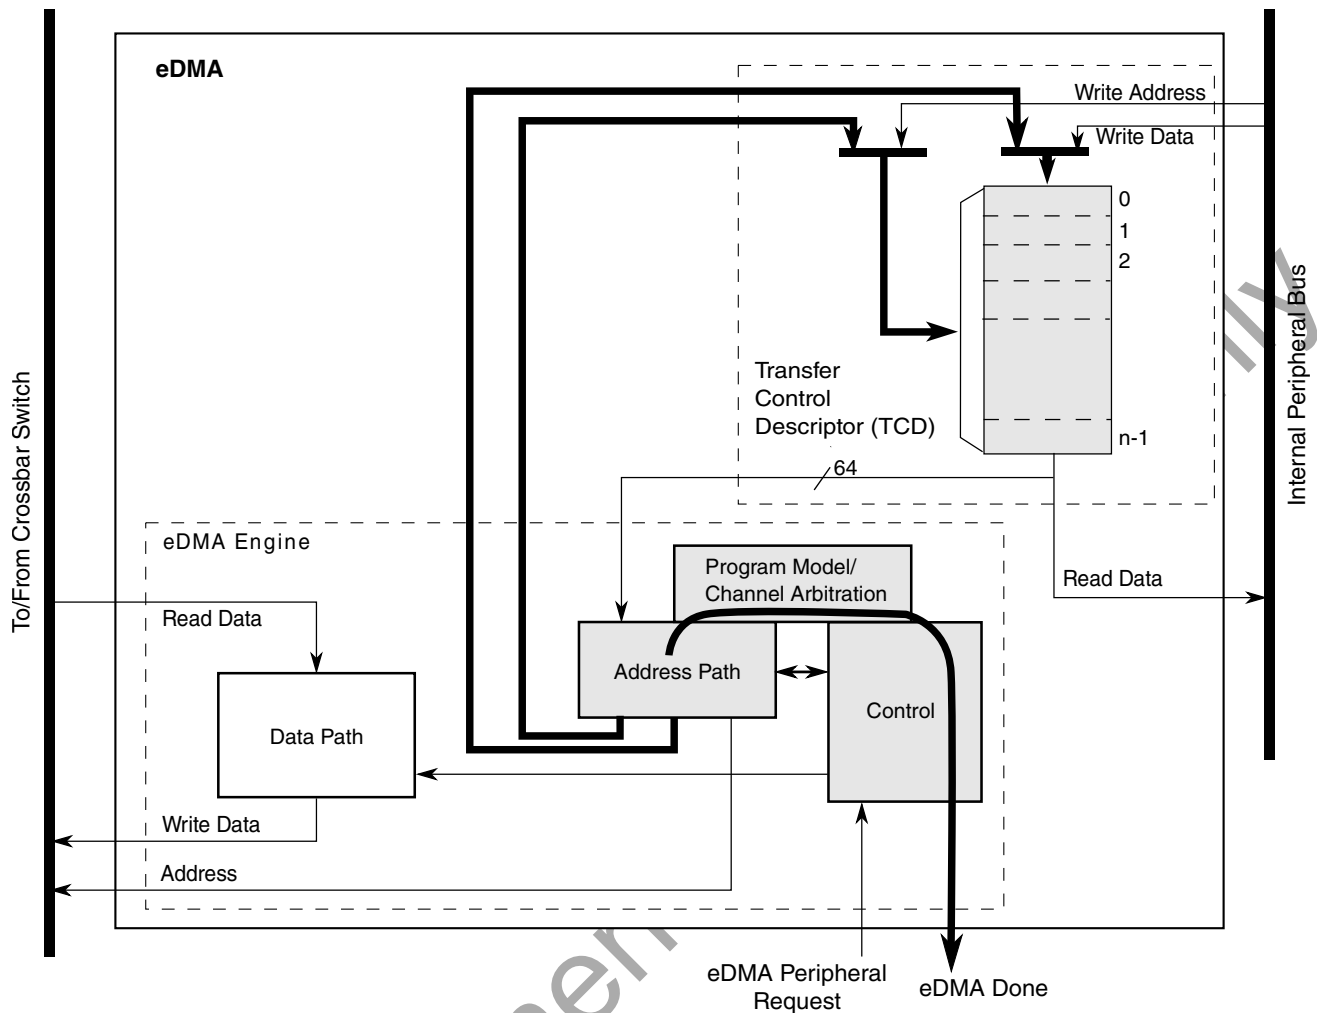 eDMA
Write Address
Write Data
0
1
2
n-1
Transfer
Control
Descriptor (TCD)
64
To/From Crossbar Switch
Internal Peripheral Bus
eDMA Engine
Program Model/
Channel Arbitration
Read Data
Read Data
Address Path
Control
Data Path
Write Data
Address
eDMA Peripheral
Request
eDMA Done